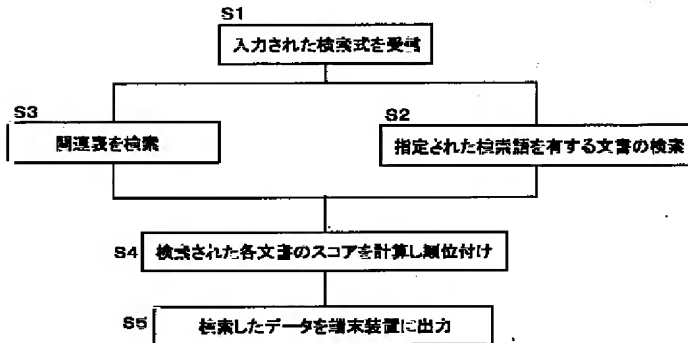 S1
入力された検索式を受信
S3
関連表を検索
S2
指定された検索語を有する文書の検索
S4 検索された各文書のスコアを計算し順位付け
S5 検索したデータを端末装置に出力